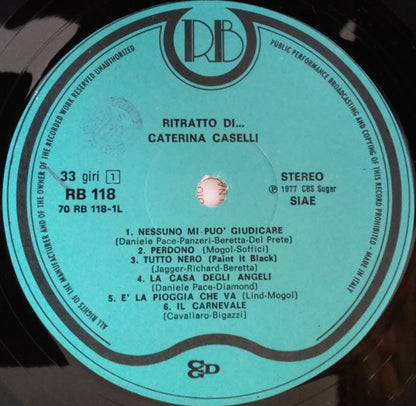 RB
ALL RIGHTS OF THE MANUFACTURER AND OF THE OWNER OF THE RECORDED WORK RESERVED UNAUTHORIZED
PUBLIC PERFORMANCE BROADCASTING AND COPYING OF THIS RECORD PROHIBITED - MADE IN ITALY
RITRATTO DI...
CATERINA CASELLI
33 giri 1
RB 118
70 RB 118-1L
STEREO
℗ 1977 CBS Sugar
SIAE
1. NESSUNO MI PUO' GIUDICARE
(Daniele Pace-Panzeri-Beretta-Del Prete)
2. PERDONO (Mogol-Soffici)
3. TUTTO NERO (Paint it Black)
(Jagger-Richard-Beretta)
4. LA CASA DEGLI ANGELI
(Daniele Pace-Diamond)
5. E' LA PIOGGIA CHE VA (Lind-Mogol)
6. IL CARNEVALE
(Cavallaro-Bigazzi)